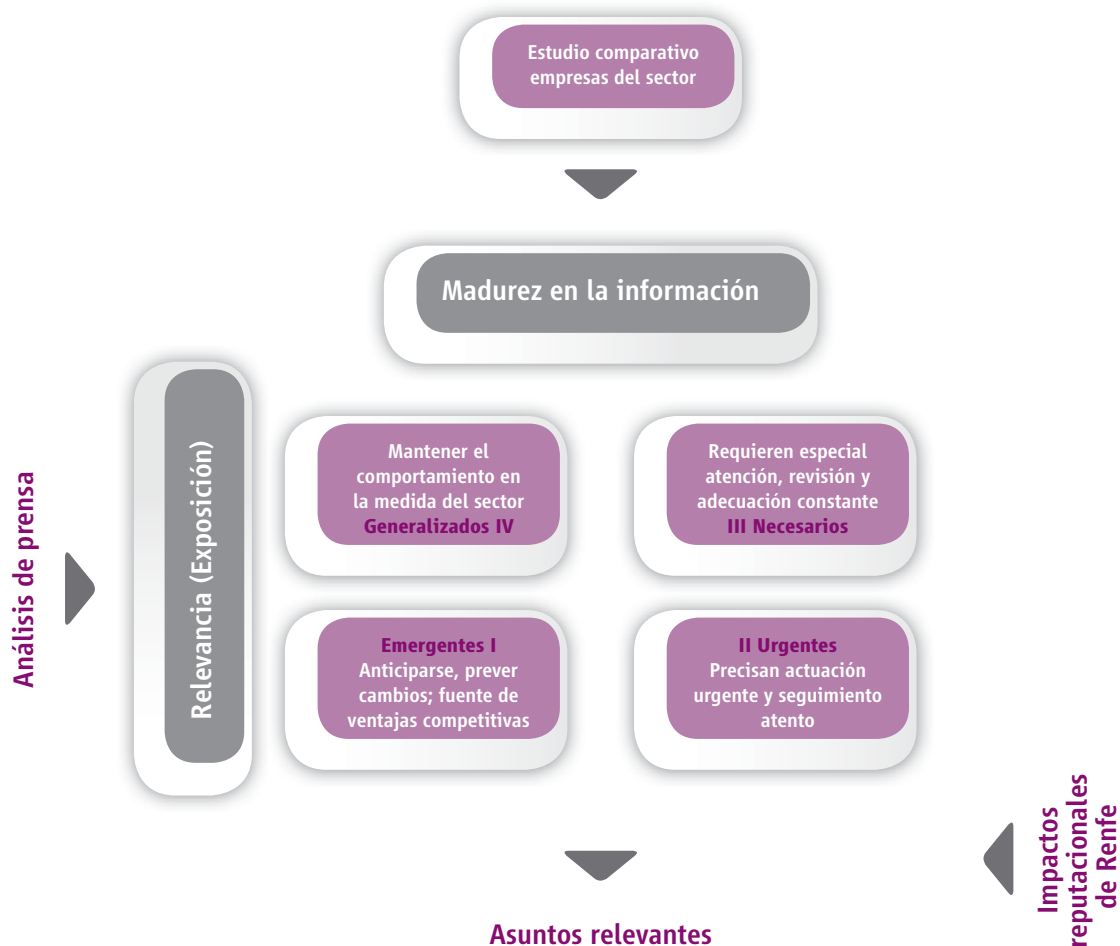 Estudio comparativo
empresas del sector
Madurez en la información
Análisis de prensa
Relevancia (Exposición)
Mantener el
comportamiento en
la medida del sector
Generalizados IV
Requieren especial
atención, revisión y
adecuación constante
III Necesarios
Emergentes I
Anticiparse, prever
cambios; fuente de
ventajas competitivas
II Urgentes
Precisan actuación
urgente y seguimiento
atento
Impactos
reputacionales
de Renfe
Asuntos relevantes